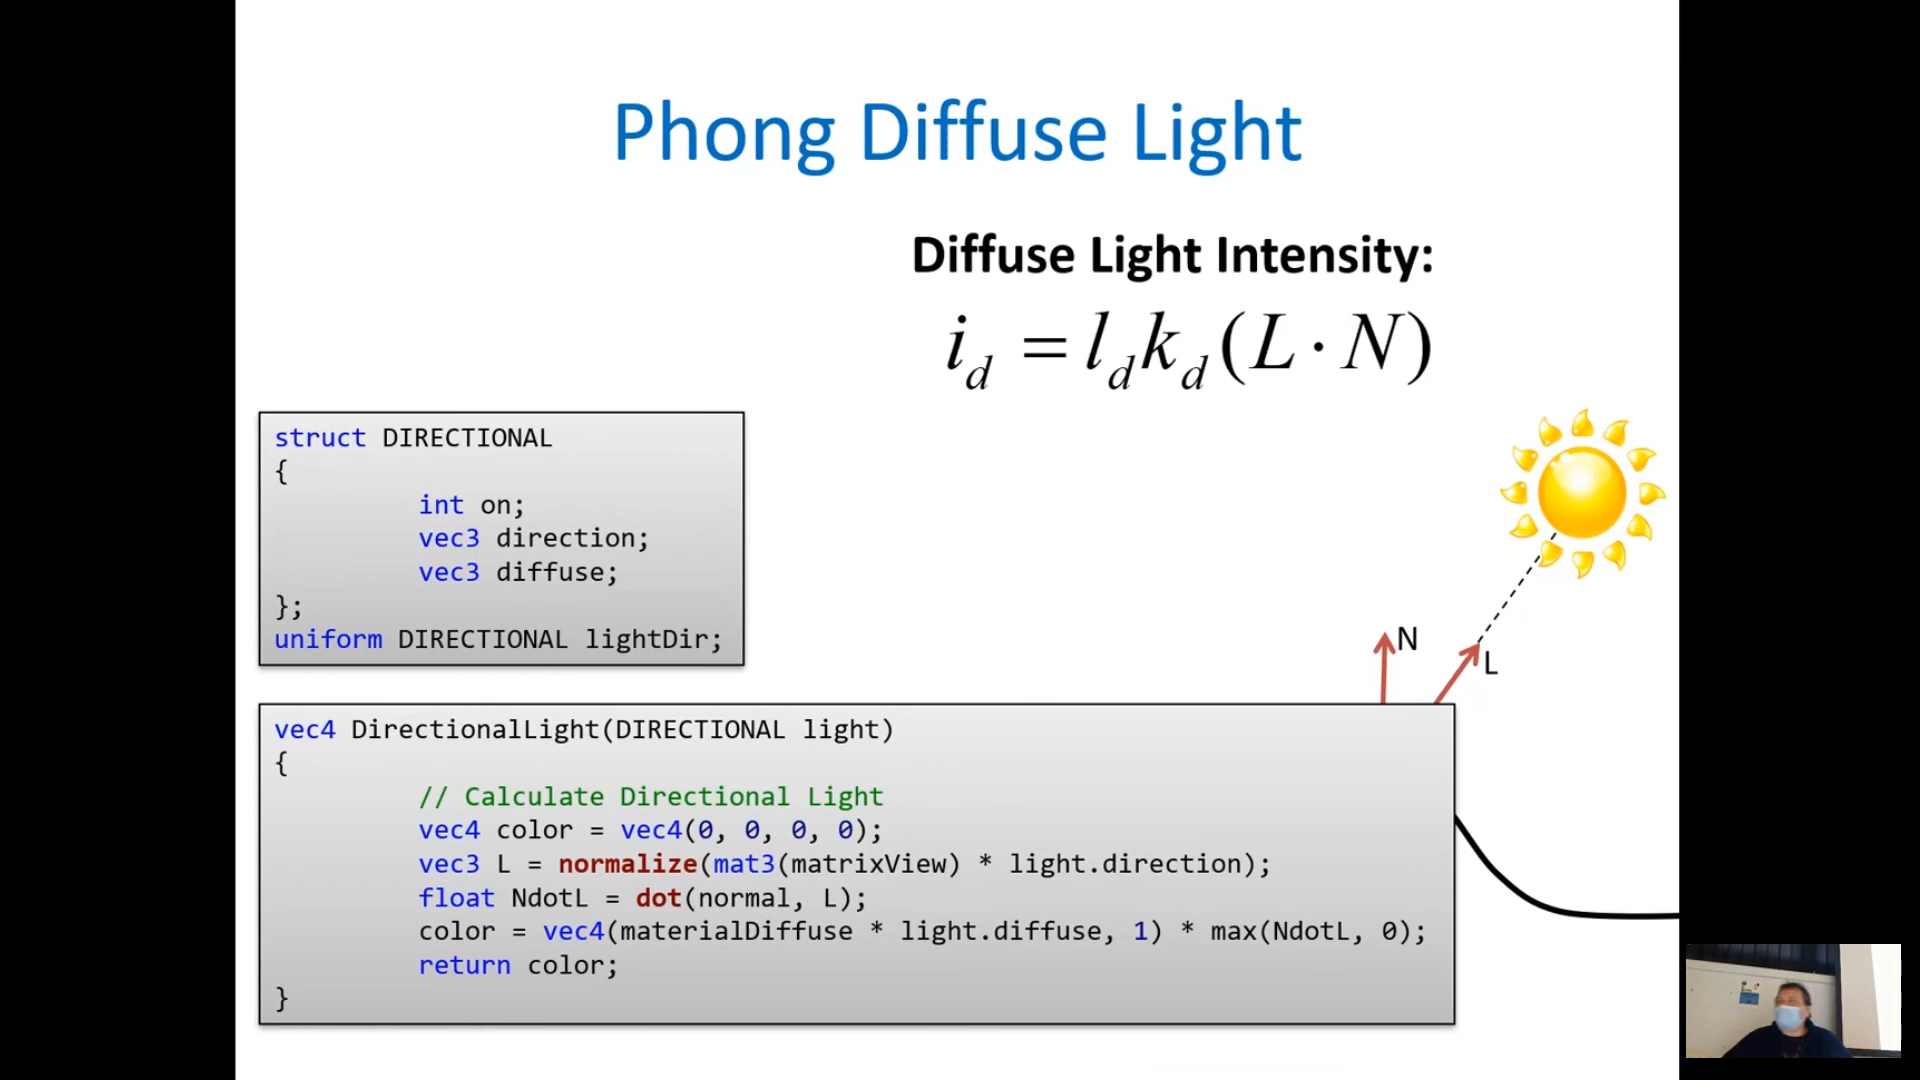 Phong Diffuse Light
Diffuse Light Intensity:
i_d = l_d k_d (L · N)
struct DIRECTIONAL
{
int on;
vec3 direction;
vec3 diffuse;
};
uniform DIRECTIONAL lightDir;
N
L
vec4 DirectionalLight(DIRECTIONAL light)
{
// Calculate Directional Light
vec4 color = vec4(0, 0, 0, 0);
vec3 L = normalize(mat3(matrixView) * light.direction);
float NdotL = dot(normal, L);
color = vec4(materialDiffuse * light.diffuse, 1) * max(NdotL, 0);
return color;
}